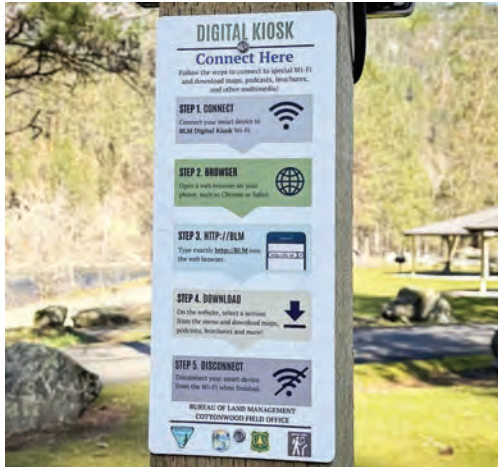 DIGITAL KIOSK
Connect Here
Follow the steps to connect to special Wi-Fi
and download maps, podcasts, brochures,
and other multimedia!
STEP 1. CONNECT
Connect your smart device to
BLM Digital Kiosk Wi-Fi.
STEP 2. BROWSER
Open a web browser on your
phone, such as Chrome or Safari.
STEP 3. HTTP://BLM
Type exactly http://BLM into
the web browser.
STEP 4. DOWNLOAD
On the website, select a section
from the menu and download maps,
podcasts, brochures and more!
STEP 5. DISCONNECT
Disconnect your smart device
from the Wi-Fi when finished.
BUREAU OF LAND MANAGEMENT
COTTONWOOD FIELD OFFICE